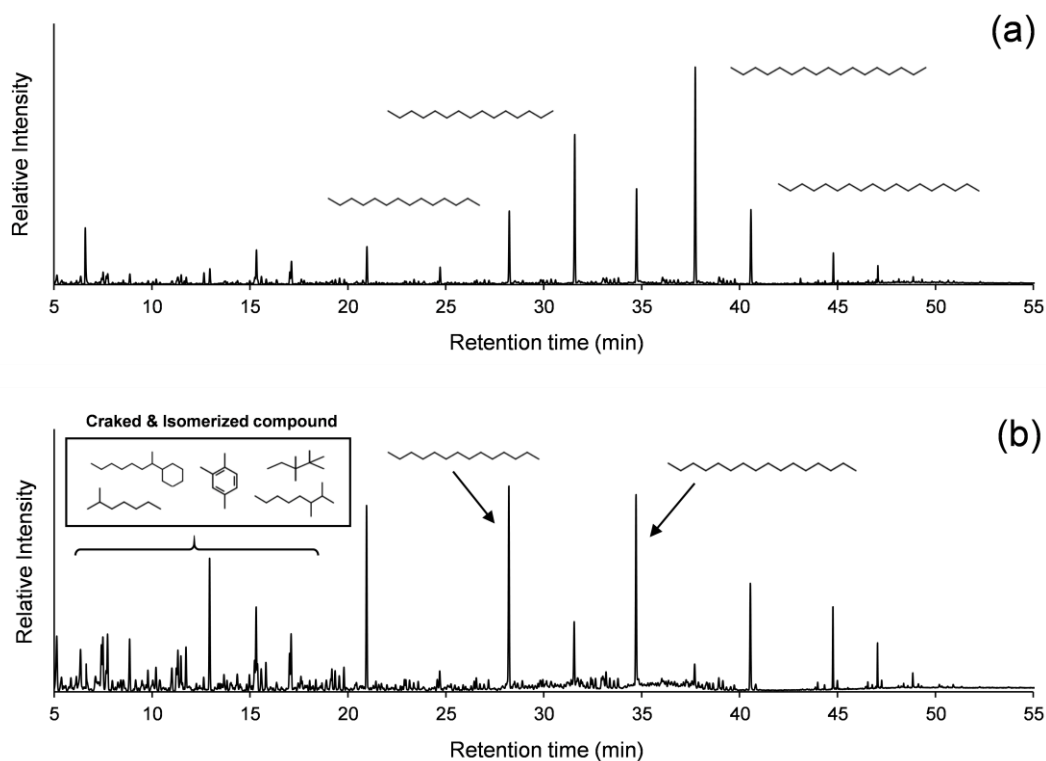 (a)
Relative Intensity
5 10 15 20 25 30 35 40 45 50 55
Retention time (min)
(b)
Craked & Isomerized compound
Relative Intensity
5 10 15 20 25 30 35 40 45 50 55
Retention time (min)